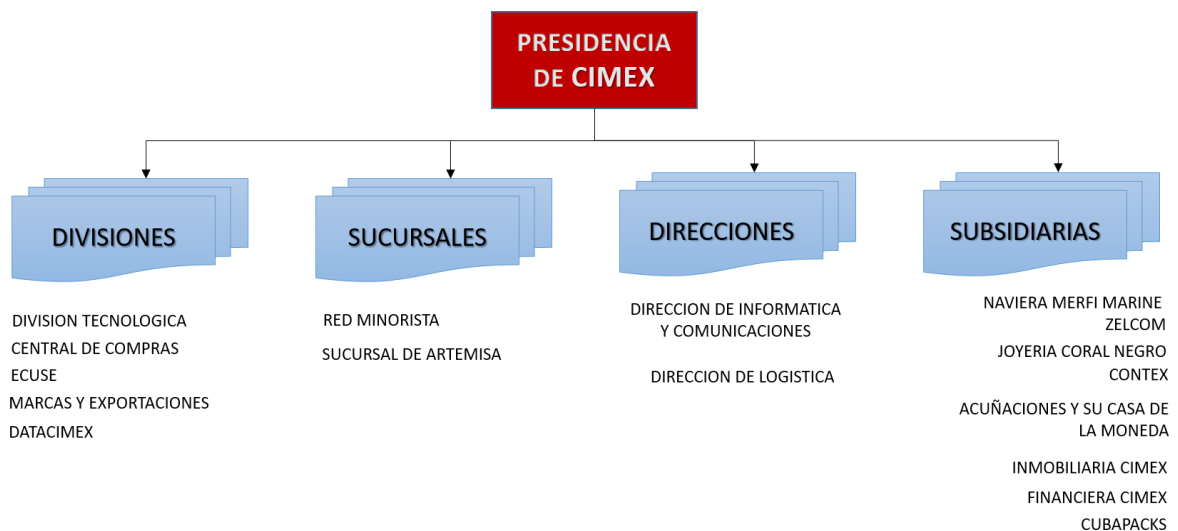 PRESIDENCIA
DE CIMEX
DIVISIONES
SUCURSALES
DIRECCIONES
SUBSIDIARIAS
DIVISION TECNOLOGICA
CENTRAL DE COMPRAS
ECUSE
MARCAS Y EXPORTACIONES
DATACIMEX
RED MINORISTA
SUCURSAL DE ARTEMISA
DIRECCION DE INFORMATICA
Y COMUNICACIONES
DIRECCION DE LOGISTICA
NAVIERA MERFI MARINE
ZELCOM
JOYERIA CORAL NEGRO
CONTEX
ACUÑACIONES Y SU CASA DE
LA MONEDA
INMOBILIARIA CIMEX
FINANCIERA CIMEX
CUBAPACKS